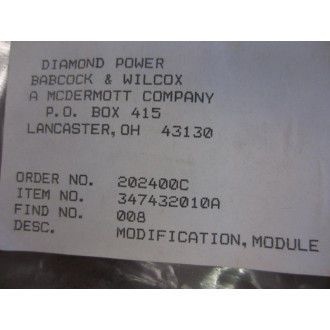 DIAMOND POWER
BABCOCK & WILCOX
A MCDERMOTT COMPANY
P.O. BOX 415
LANCASTER,OH 43130
ORDER NO. 202400C
ITEM NO. 347432010A
FIND NO. 008
DESC. MODIFICATION,MODULE